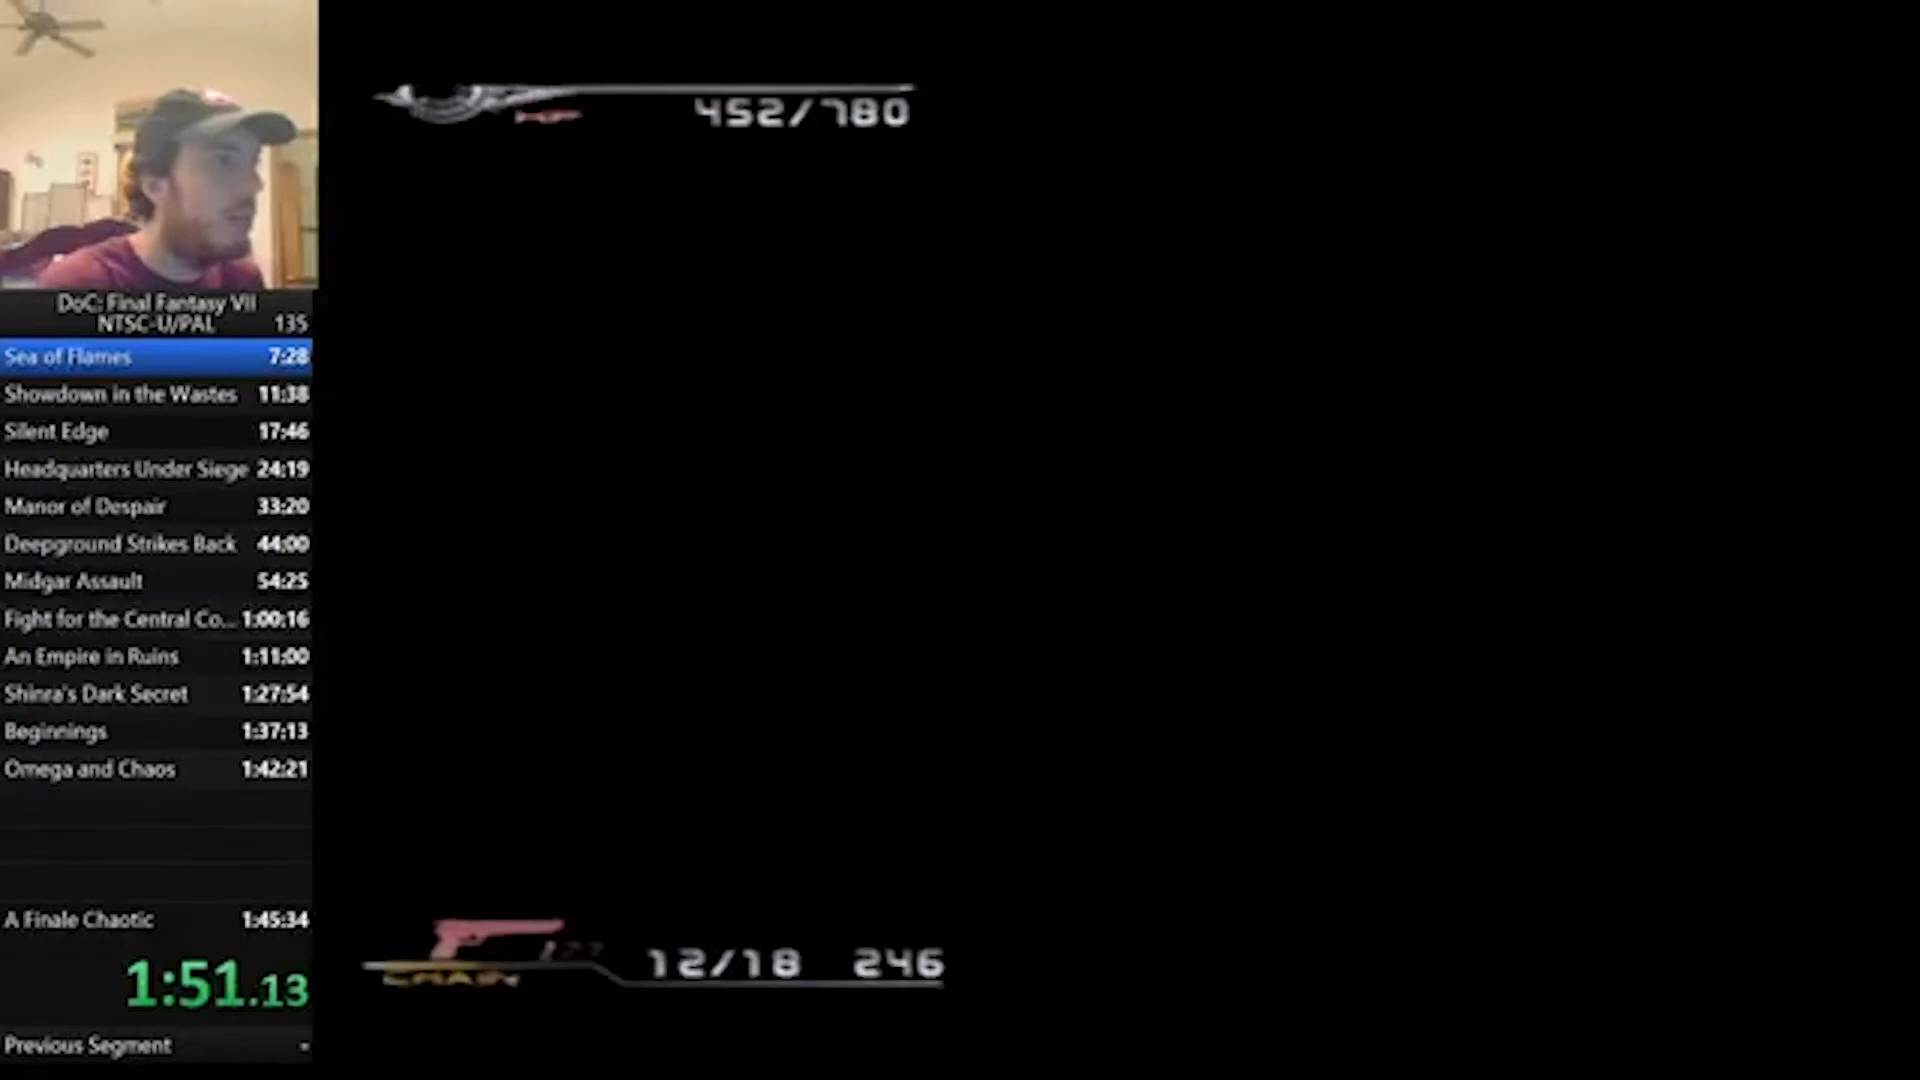 452/780
DoC: Final Fantasy VII
NTSC-U/PAL 135
Sea of Flames 7:28
Showdown in the Wastes 11:38
Silent Edge 17:46
Headquarters Under Siege 24:19
Manor of Despair 33:20
Deepground Strikes Back 44:00
Midgar Assault 54:25
Fight for the Central Co... 1:00:16
An Empire in Ruins 1:11:00
Shinra's Dark Secret 1:27:54
Beginnings 1:37:13
Omega and Chaos 1:42:21
A Finale Chaotic 1:45:34
1:51.13
Previous Segment -
CHAIN
12/18 246